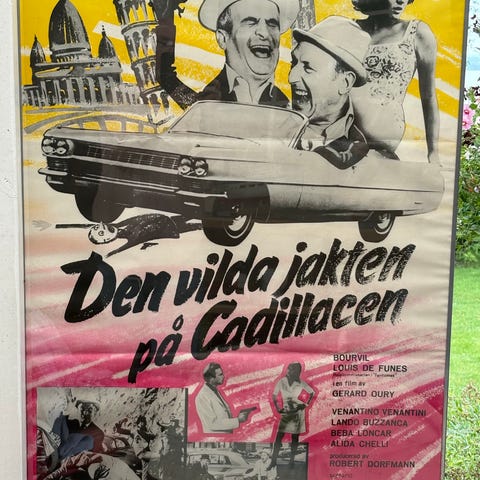 Den vilda jakten
på Cadillacen
BOURVIL
LOUIS DE FUNES
i en film av
GERARD OURY
VENANTINO VENANTINI
LANDO BUZZANCA
BEBA LONCAR
ALIDA CHELLI
producerad av
ROBERT DORFMANN